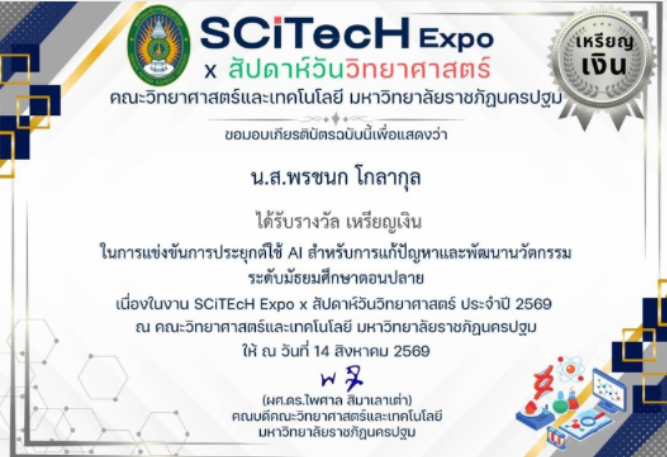 SCiTecH Expo
x สัปดาห์วันวิทยาศาสตร์
คณะวิทยาศาสตร์และเทคโนโลยี มหาวิทยาลัยราชภัฏนครปฐม
เหรียญ
เงิน
ขอมอบเกียรติบัตรฉบับนี้เพื่อแสดงว่า
น.ส.พรชนก โกลากุล
ได้รับรางวัล เหรียญเงิน
ในการแข่งขันการประยุกต์ใช้ AI สำหรับการแก้ปัญหาและพัฒนานวัตกรรม
ระดับมัธยมศึกษาตอนปลาย
เนื่องในงาน SCiTEcH Expo x สัปดาห์วันวิทยาศาสตร์ ประจำปี 2569
ณ คณะวิทยาศาสตร์และเทคโนโลยี มหาวิทยาลัยราชภัฏนครปฐม
ให้ ณ วันที่ 14 สิงหาคม 2569
(ผศ.ดร.ไพศาล สิมาเลาเต่า)
คณบดีคณะวิทยาศาสตร์และเทคโนโลยี
มหาวิทยาลัยราชภัฏนครปฐม